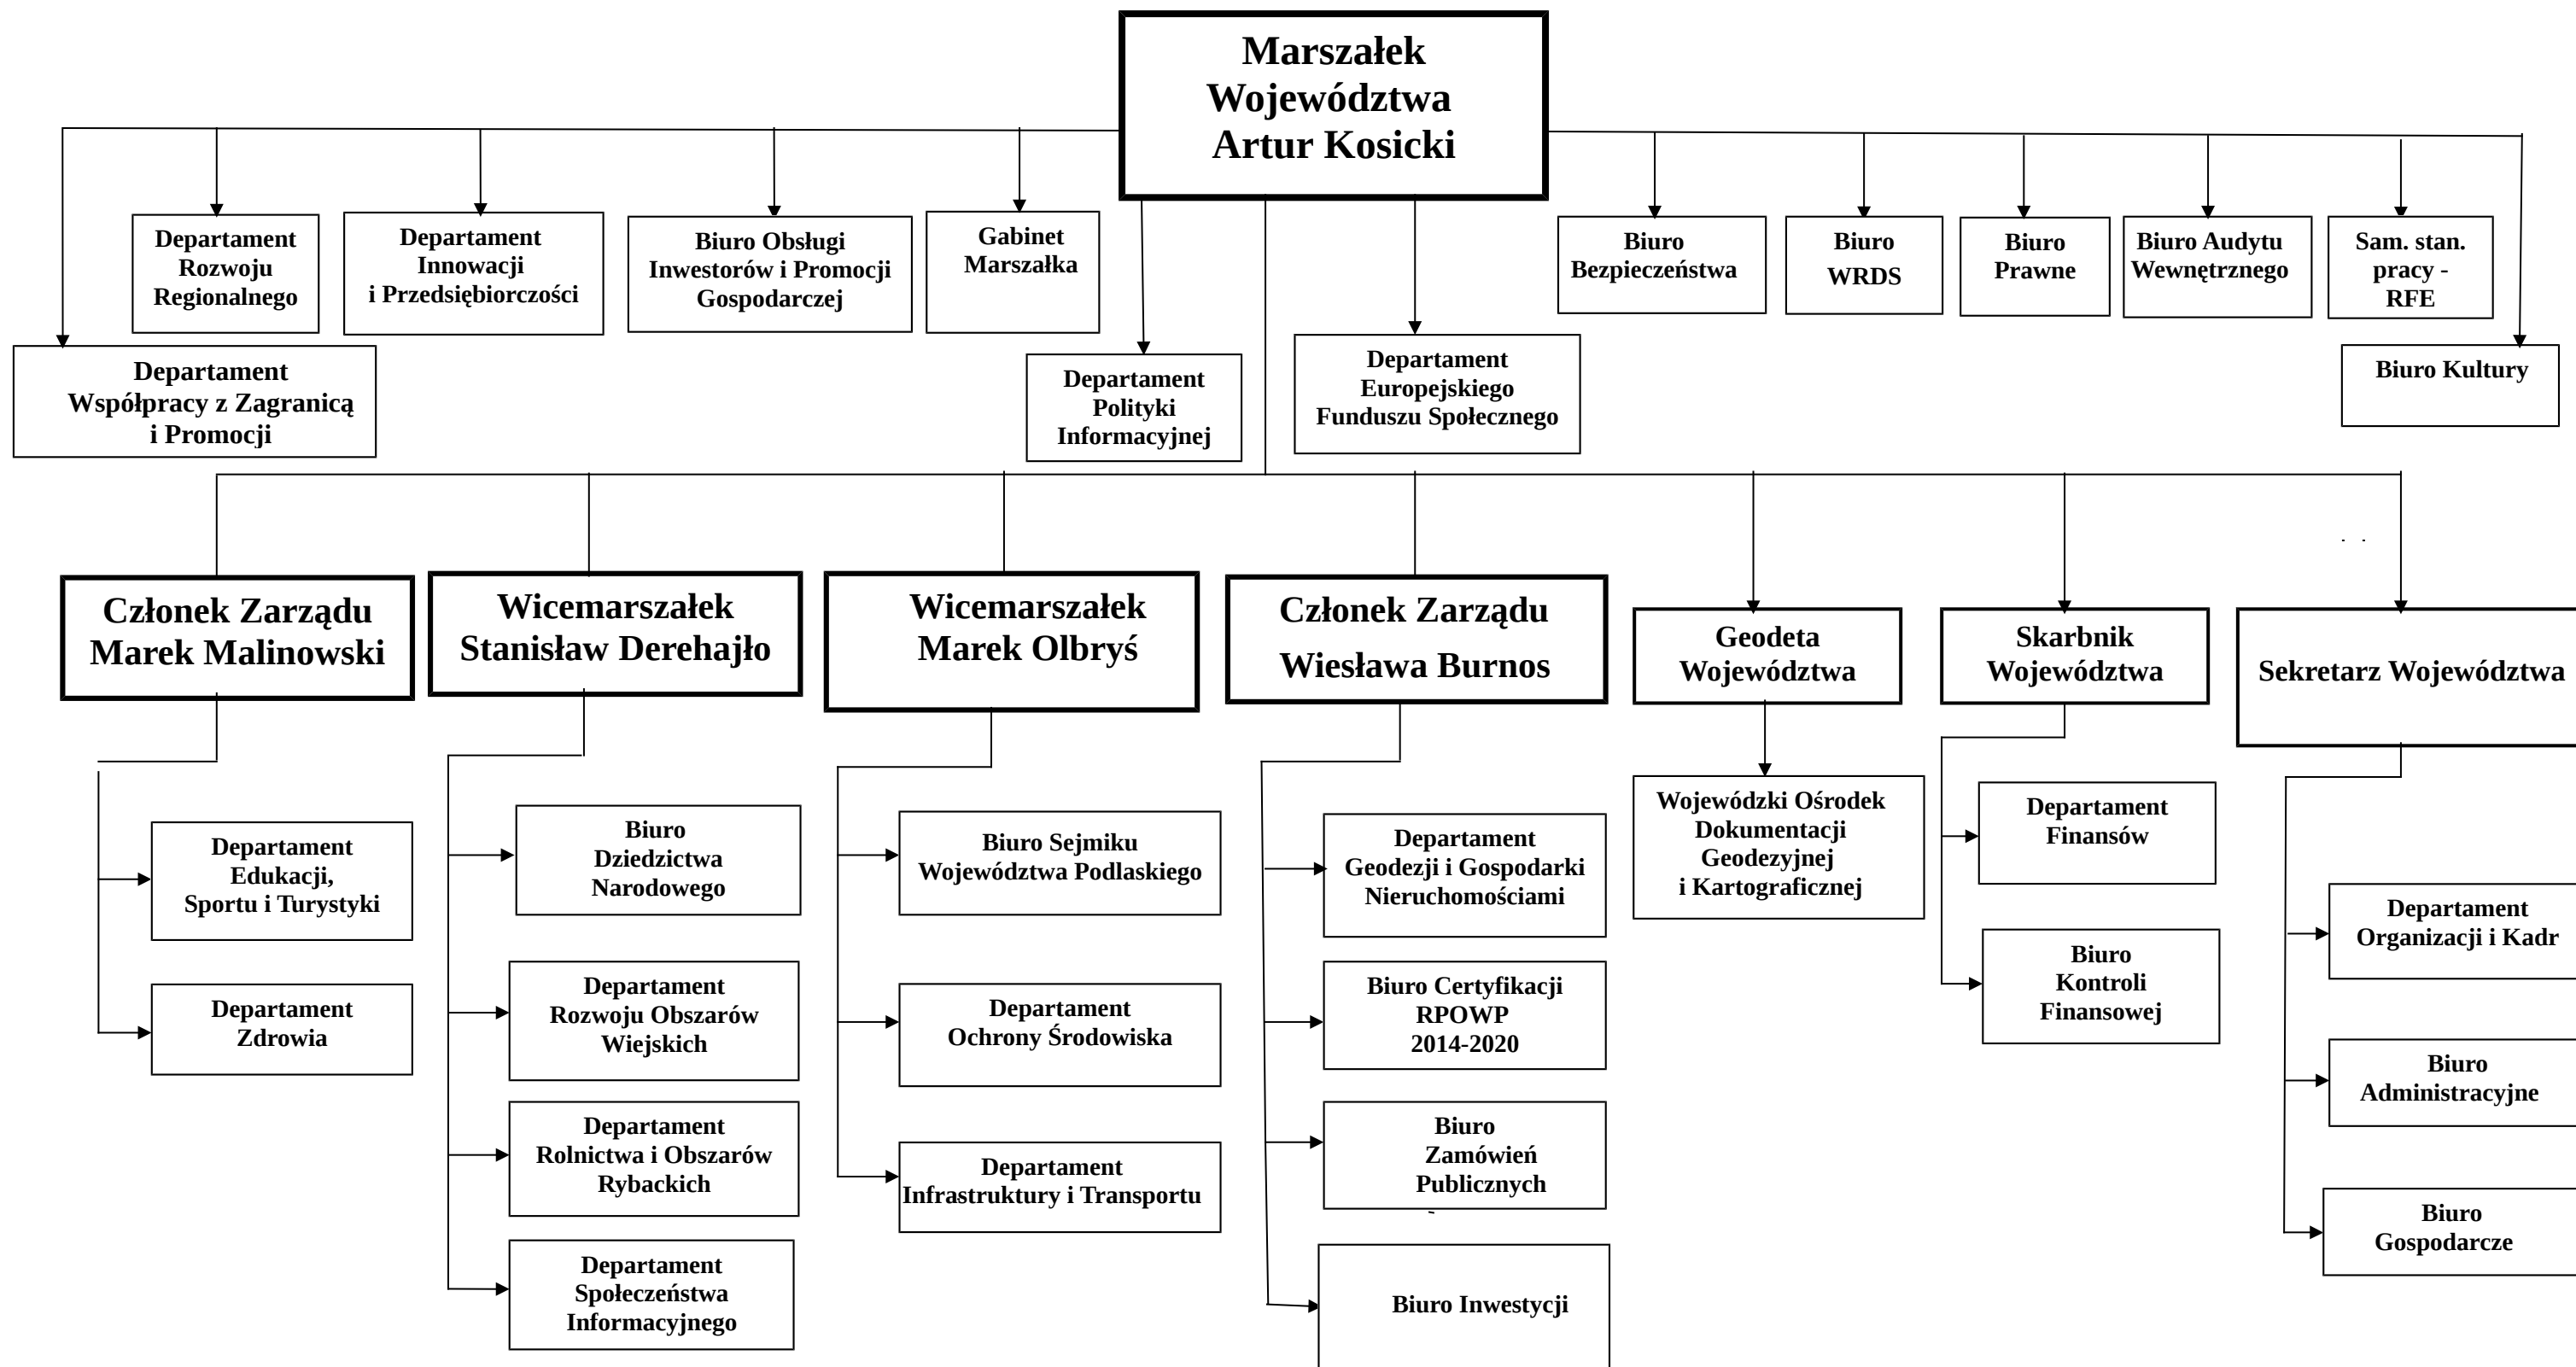 Marszałek
Województwa
Artur Kosicki
Departament
Rozwoju
Regionalnego
Departament
Innowacji
i Przedsiębiorczości
Biuro Obsługi
Inwestorów i Promocji
Gospodarczej
Gabinet
Marszałka
Biuro
Bezpieczeństwa
Biuro
WRDS
Biuro
Prawne
Biuro Audytu
Wewnętrznego
Sam. stan.
pracy -
RFE
Departament
Współpracy z Zagranicą
i Promocji
Departament
Polityki
Informacyjnej
Departament
Europejskiego
Funduszu Społecznego
Biuro Kultury
Członek Zarządu
Marek Malinowski
Wicemarszałek
Stanisław Derehajło
Wicemarszałek
Marek Olbryś
Członek Zarządu
Wiesława Burnos
Geodeta
Województwa
Skarbnik
Województwa
Sekretarz Województwa
Departament
Edukacji,
Sportu i Turystyki
Departament
Zdrowia
Biuro
Dziedzictwa
Narodowego
Departament
Rozwoju Obszarów
Wiejskich
Departament
Rolnictwa i Obszarów
Rybackich
Departament
Społeczeństwa
Informacyjnego
Biuro Sejmiku
Województwa Podlaskiego
Departament
Ochrony Środowiska
Departament
Infrastruktury i Transportu
Departament
Geodezji i Gospodarki
Nieruchomościami
Biuro Certyfikacji
RPOWP
2014-2020
Biuro
Zamówień
Publicznych
Biuro Inwestycji
Wojewódzki Ośrodek
Dokumentacji
Geodezyjnej
i Kartograficznej
Departament
Finansów
Biuro
Kontroli
Finansowej
Departament
Organizacji i Kadr
Biuro
Administracyjne
Biuro
Gospodarcze